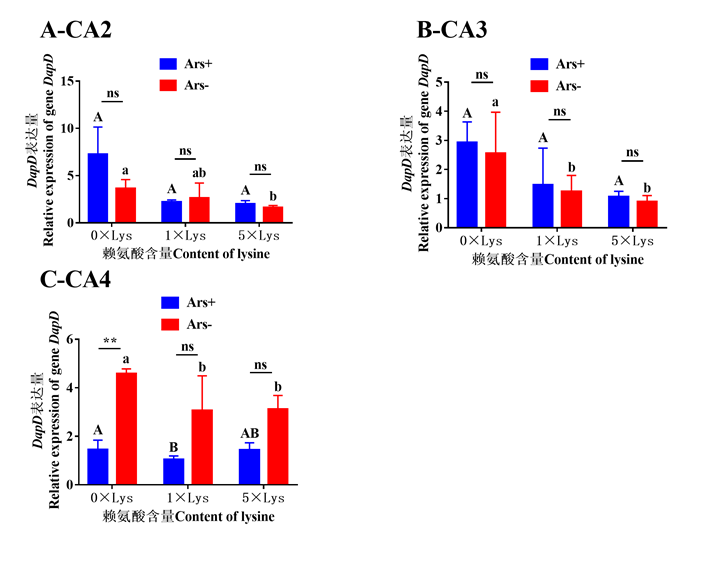 A-CA2
Ars+
Ars-
DapD表达量
Relative expression of gene DapD
15
10
5
0
A
ns
a
A
ns
ab
A
ns
b
0×Lys
1×Lys
5×Lys
赖氨酸含量Content of lysine
B-CA3
Ars+
Ars-
DapD表达量
Relative expression of gene DapD
5
4
3
2
1
0
A
ns
a
A
ns
b
A
ns
b
0×Lys
1×Lys
5×Lys
赖氨酸含量Content of lysine
C-CA4
Ars+
Ars-
DapD表达量
Relative expression of gene DapD
6
4
2
0
A
**
a
B
ns
b
AB
ns
b
0×Lys
1×Lys
5×Lys
赖氨酸含量Content of lysine